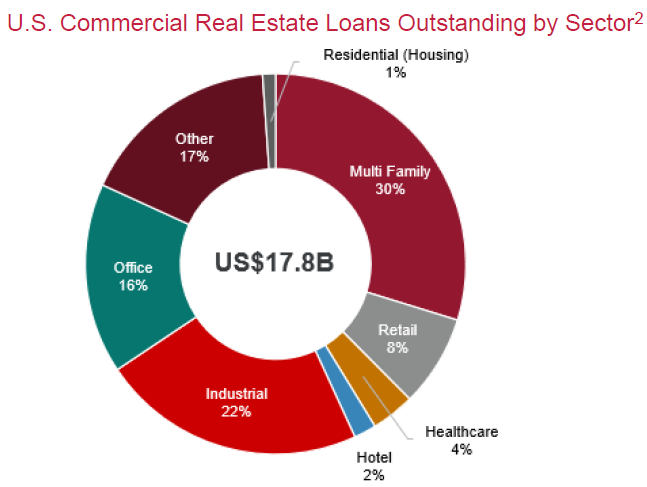 U.S. Commercial Real Estate Loans Outstanding by Sector2
Residential (Housing)
1%
Other
17%
Multi Family
30%
US$17.8B
Office
16%
Retail
8%
Industrial
22%
Healthcare
4%
Hotel
2%